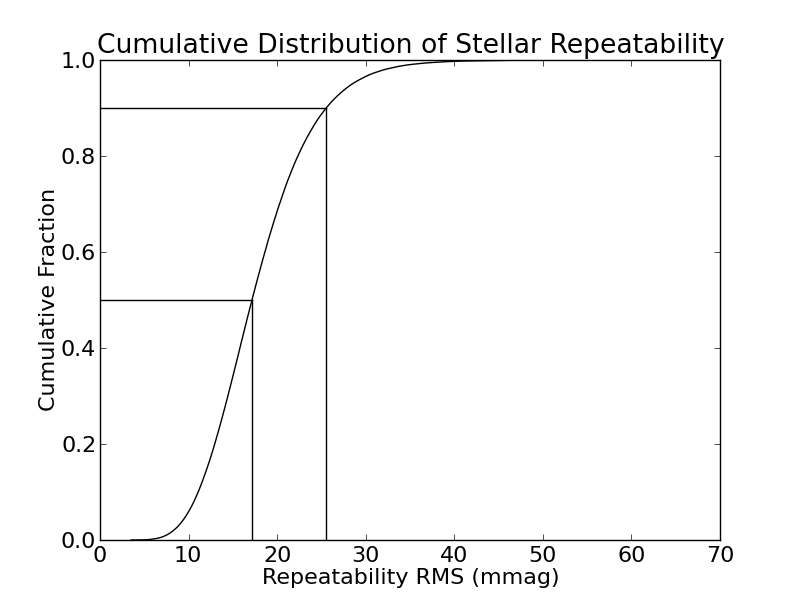 Cumulative Distribution of Stellar Repeatability
1.0
0.8
0.6
0.4
0.2
0.0
Cumulative Fraction
0 10 20 30 40 50 60 70
Repeatability RMS (mmag)